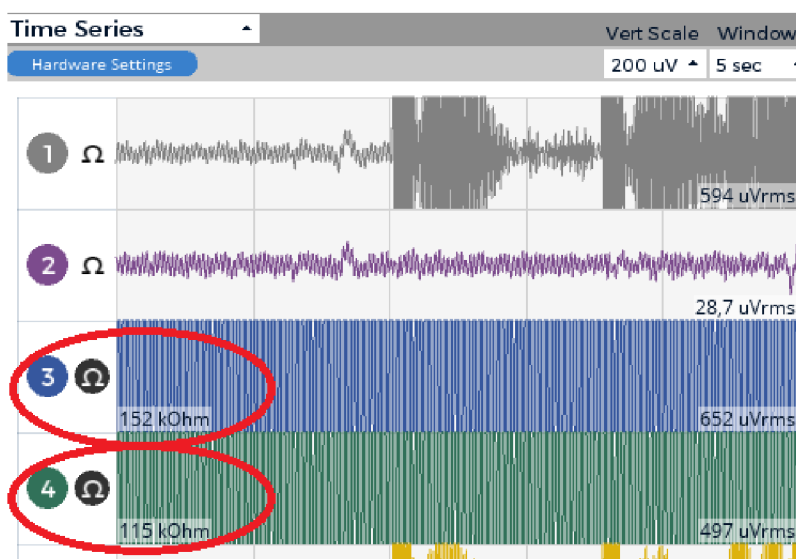 Time Series
Vert Scale Window
Hardware Settings
200 uV 5 sec
1 Ω
594 uVrms
2 Ω
28,7 uVrms
3 Ω
152 kOhm 652 uVrms
4 Ω
115 kOhm 497 uVrms